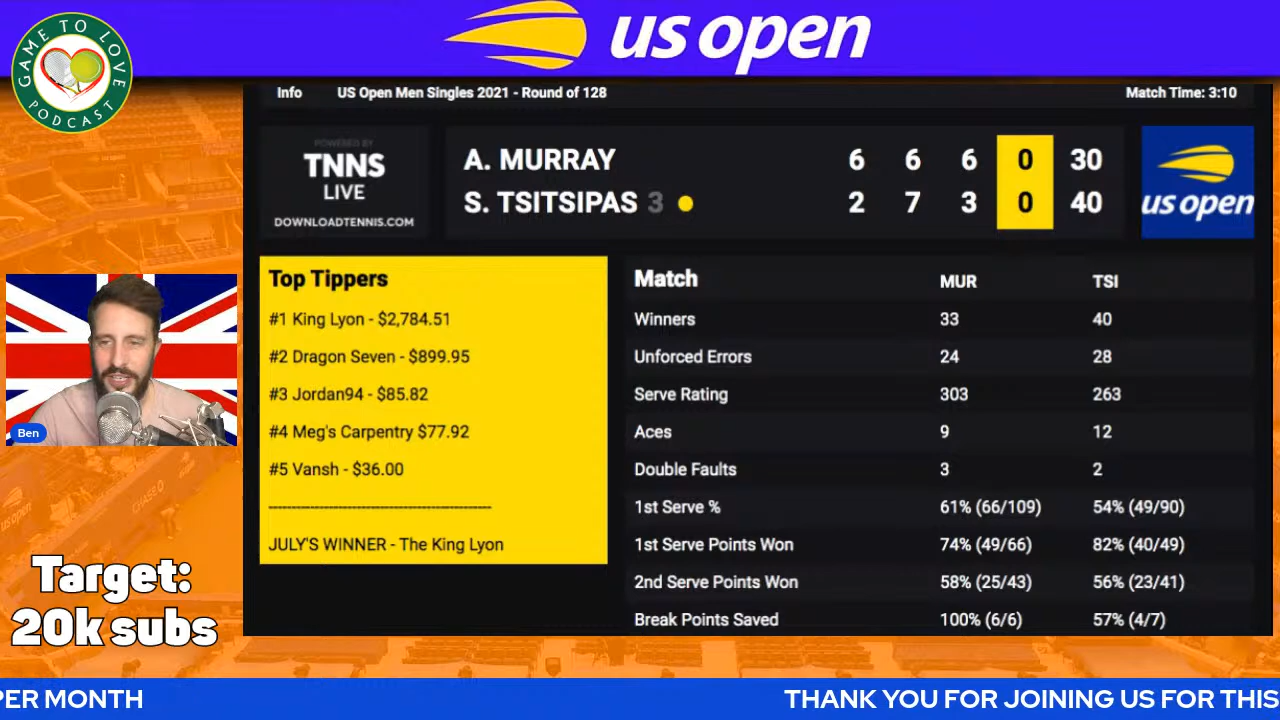 GAME TO LOVE
PODCAST
us open
Info US Open Men Singles 2021 - Round of 128 Match Time: 3:10
POWERED BY
TNNS
LIVE
DOWNLOADTENNIS.COM
A. MURRAY 6 6 6 0 30
S. TSITSIPAS 3 2 7 3 0 40
us open
Top Tippers
#1 King Lyon - $2,784.51
#2 Dragon Seven - $899.95
#3 Jordan94 - $85.82
#4 Meg's Carpentry $77.92
#5 Vansh - $36.00
JULY'S WINNER - The King Lyon
Match MUR TSI
Winners 33 40
Unforced Errors 24 28
Serve Rating 303 263
Aces 9 12
Double Faults 3 2
1st Serve % 61% (66/109) 54% (49/90)
1st Serve Points Won 74% (49/66) 82% (40/49)
2nd Serve Points Won 58% (25/43) 56% (23/41)
Break Points Saved 100% (6/6) 57% (4/7)
Ben
us open
CHASE
Target:
20k subs
PER MONTH THANK YOU FOR JOINING US FOR THIS